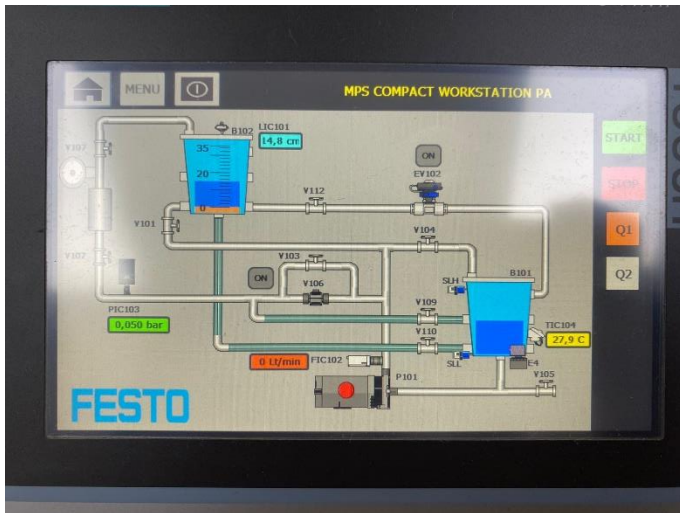 MENU
MPS COMPACT WORKSTATION PA
START
STOP
Q1
Q2
V107
B102
LIC101
14,8 cm
35
20
0
ON
EV102
V112
V101
V104
V102
V103
ON
V106
SLH
B101
PIC103
0,050 bar
V109
TIC104
27,9 C
V110
0 Lt/min
FIC102
SLL
E4
P101
V105
FESTO